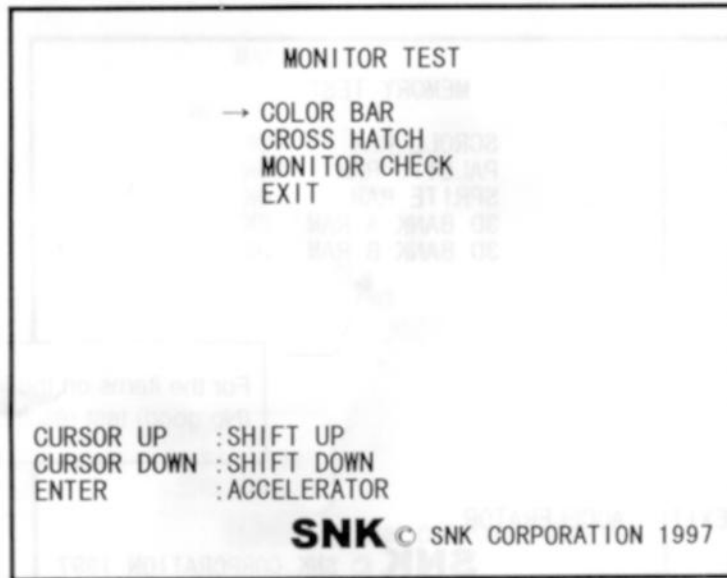 MONITOR TEST
→ COLOR BAR
CROSS HATCH
MONITOR CHECK
EXIT
CURSOR UP :SHIFT UP
CURSOR DOWN :SHIFT DOWN
ENTER :ACCELERATOR
SNK © SNK CORPORATION 1997